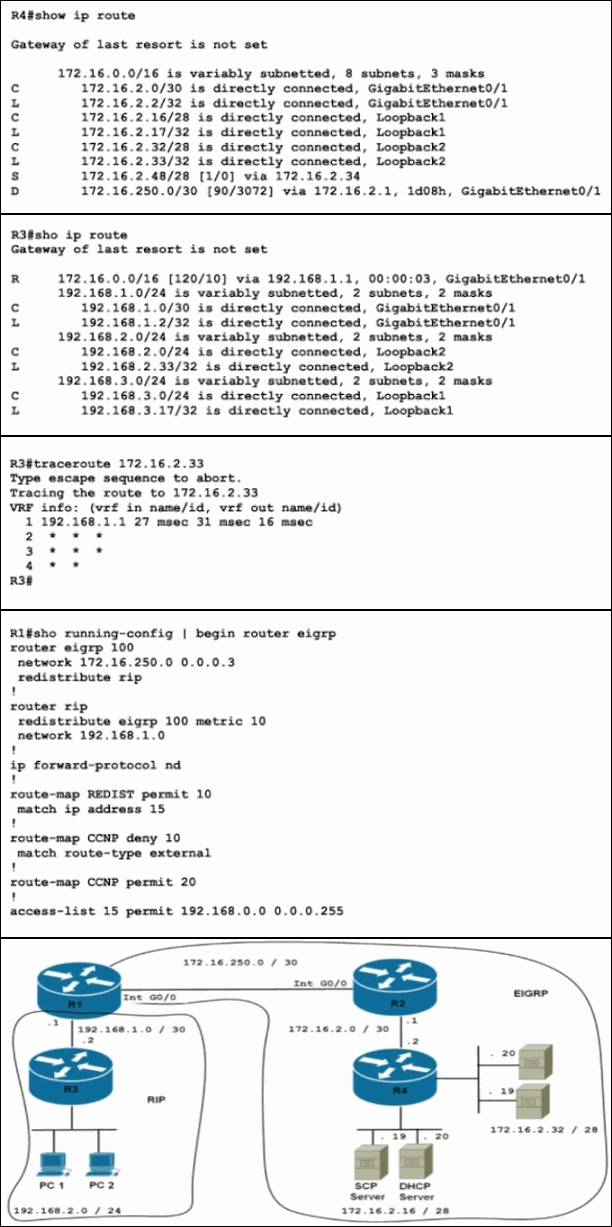 R4#show ip route
Gateway of last resort is not set
172.16.0.0/16 is variably subnetted, 8 subnets, 3 masks
C 172.16.2.0/30 is directly connected, GigabitEthernet0/1
L 172.16.2.2/32 is directly connected, GigabitEthernet0/1
C 172.16.2.16/28 is directly connected, Loopback1
L 172.16.2.17/32 is directly connected, Loopback1
C 172.16.2.32/28 is directly connected, Loopback2
L 172.16.2.33/32 is directly connected, Loopback2
S 172.16.2.48/28 [1/0] via 172.16.2.34
D 172.16.250.0/30 [90/3072] via 172.16.2.1, 1d08h, GigabitEthernet0/1
R3#sho ip route
Gateway of last resort is not set
R 172.16.0.0/16 [120/10] via 192.168.1.1, 00:00:03, GigabitEthernet0/1
192.168.1.0/24 is variably subnetted, 2 subnets, 2 masks
C 192.168.1.0/30 is directly connected, GigabitEthernet0/1
L 192.168.1.2/32 is directly connected, GigabitEthernet0/1
192.168.2.0/24 is variably subnetted, 2 subnets, 2 masks
C 192.168.2.0/24 is directly connected, Loopback2
L 192.168.2.33/32 is directly connected, Loopback2
192.168.3.0/24 is variably subnetted, 2 subnets, 2 masks
C 192.168.3.0/24 is directly connected, Loopback1
L 192.168.3.17/32 is directly connected, Loopback1
R3#traceroute 172.16.2.33
Type escape sequence to abort.
Tracing the route to 172.16.2.33
VRF info: (vrf in name/id, vrf out name/id)
1 192.168.1.1 27 msec 31 msec 16 msec
2 * * *
3 * * *
4 * *
R3#
R1#sho running-config | begin router eigrp
router eigrp 100
network 172.16.250.0 0.0.0.3
redistribute rip
!
router rip
redistribute eigrp 100 metric 10
network 192.168.1.0
!
ip forward-protocol nd
!
route-map REDIST permit 10
match ip address 15
!
route-map CCNP deny 10
match route-type external
!
route-map CCNP permit 20
!
access-list 15 permit 192.168.0.0 0.0.0.255
172.16.250.0 / 30
Int G0/0
R2
EIGRP
R1
Int G0/0
.1
192.168.1.0 / 30
172.16.2.0 / 30
.1
.2
.2
R3
RIP
R4
. 20
. 19
172.16.2.32 / 28
. 19
. 20
PC 1
PC 2
SCP Server
DHCP Server
192.168.2.0 / 24
172.16.2.16 / 28